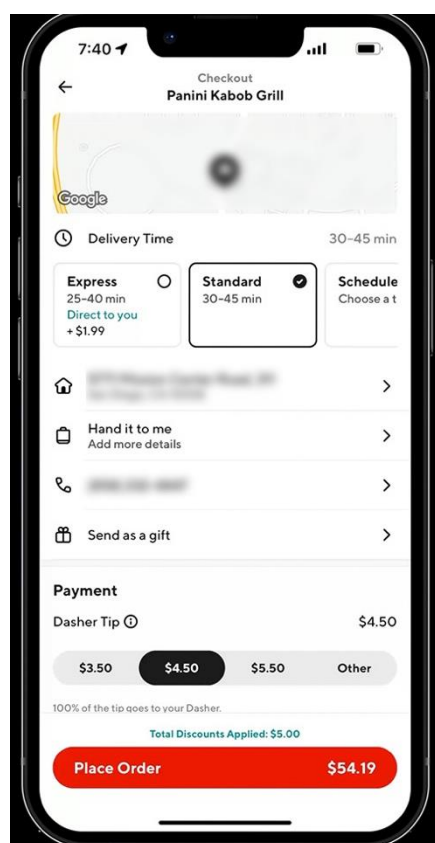 7:40
Checkout
Panini Kabob Grill
Google
Delivery Time
30–45 min
Express
25–40 min
Direct to you
+ $1.99
Standard
30–45 min
Schedule
Choose a t
Hand it to me
Add more details
Send as a gift
Payment
Dasher Tip
$4.50
$3.50
$4.50
$5.50
Other
100% of the tip goes to your Dasher.
Total Discounts Applied: $5.00
Place Order
$54.19